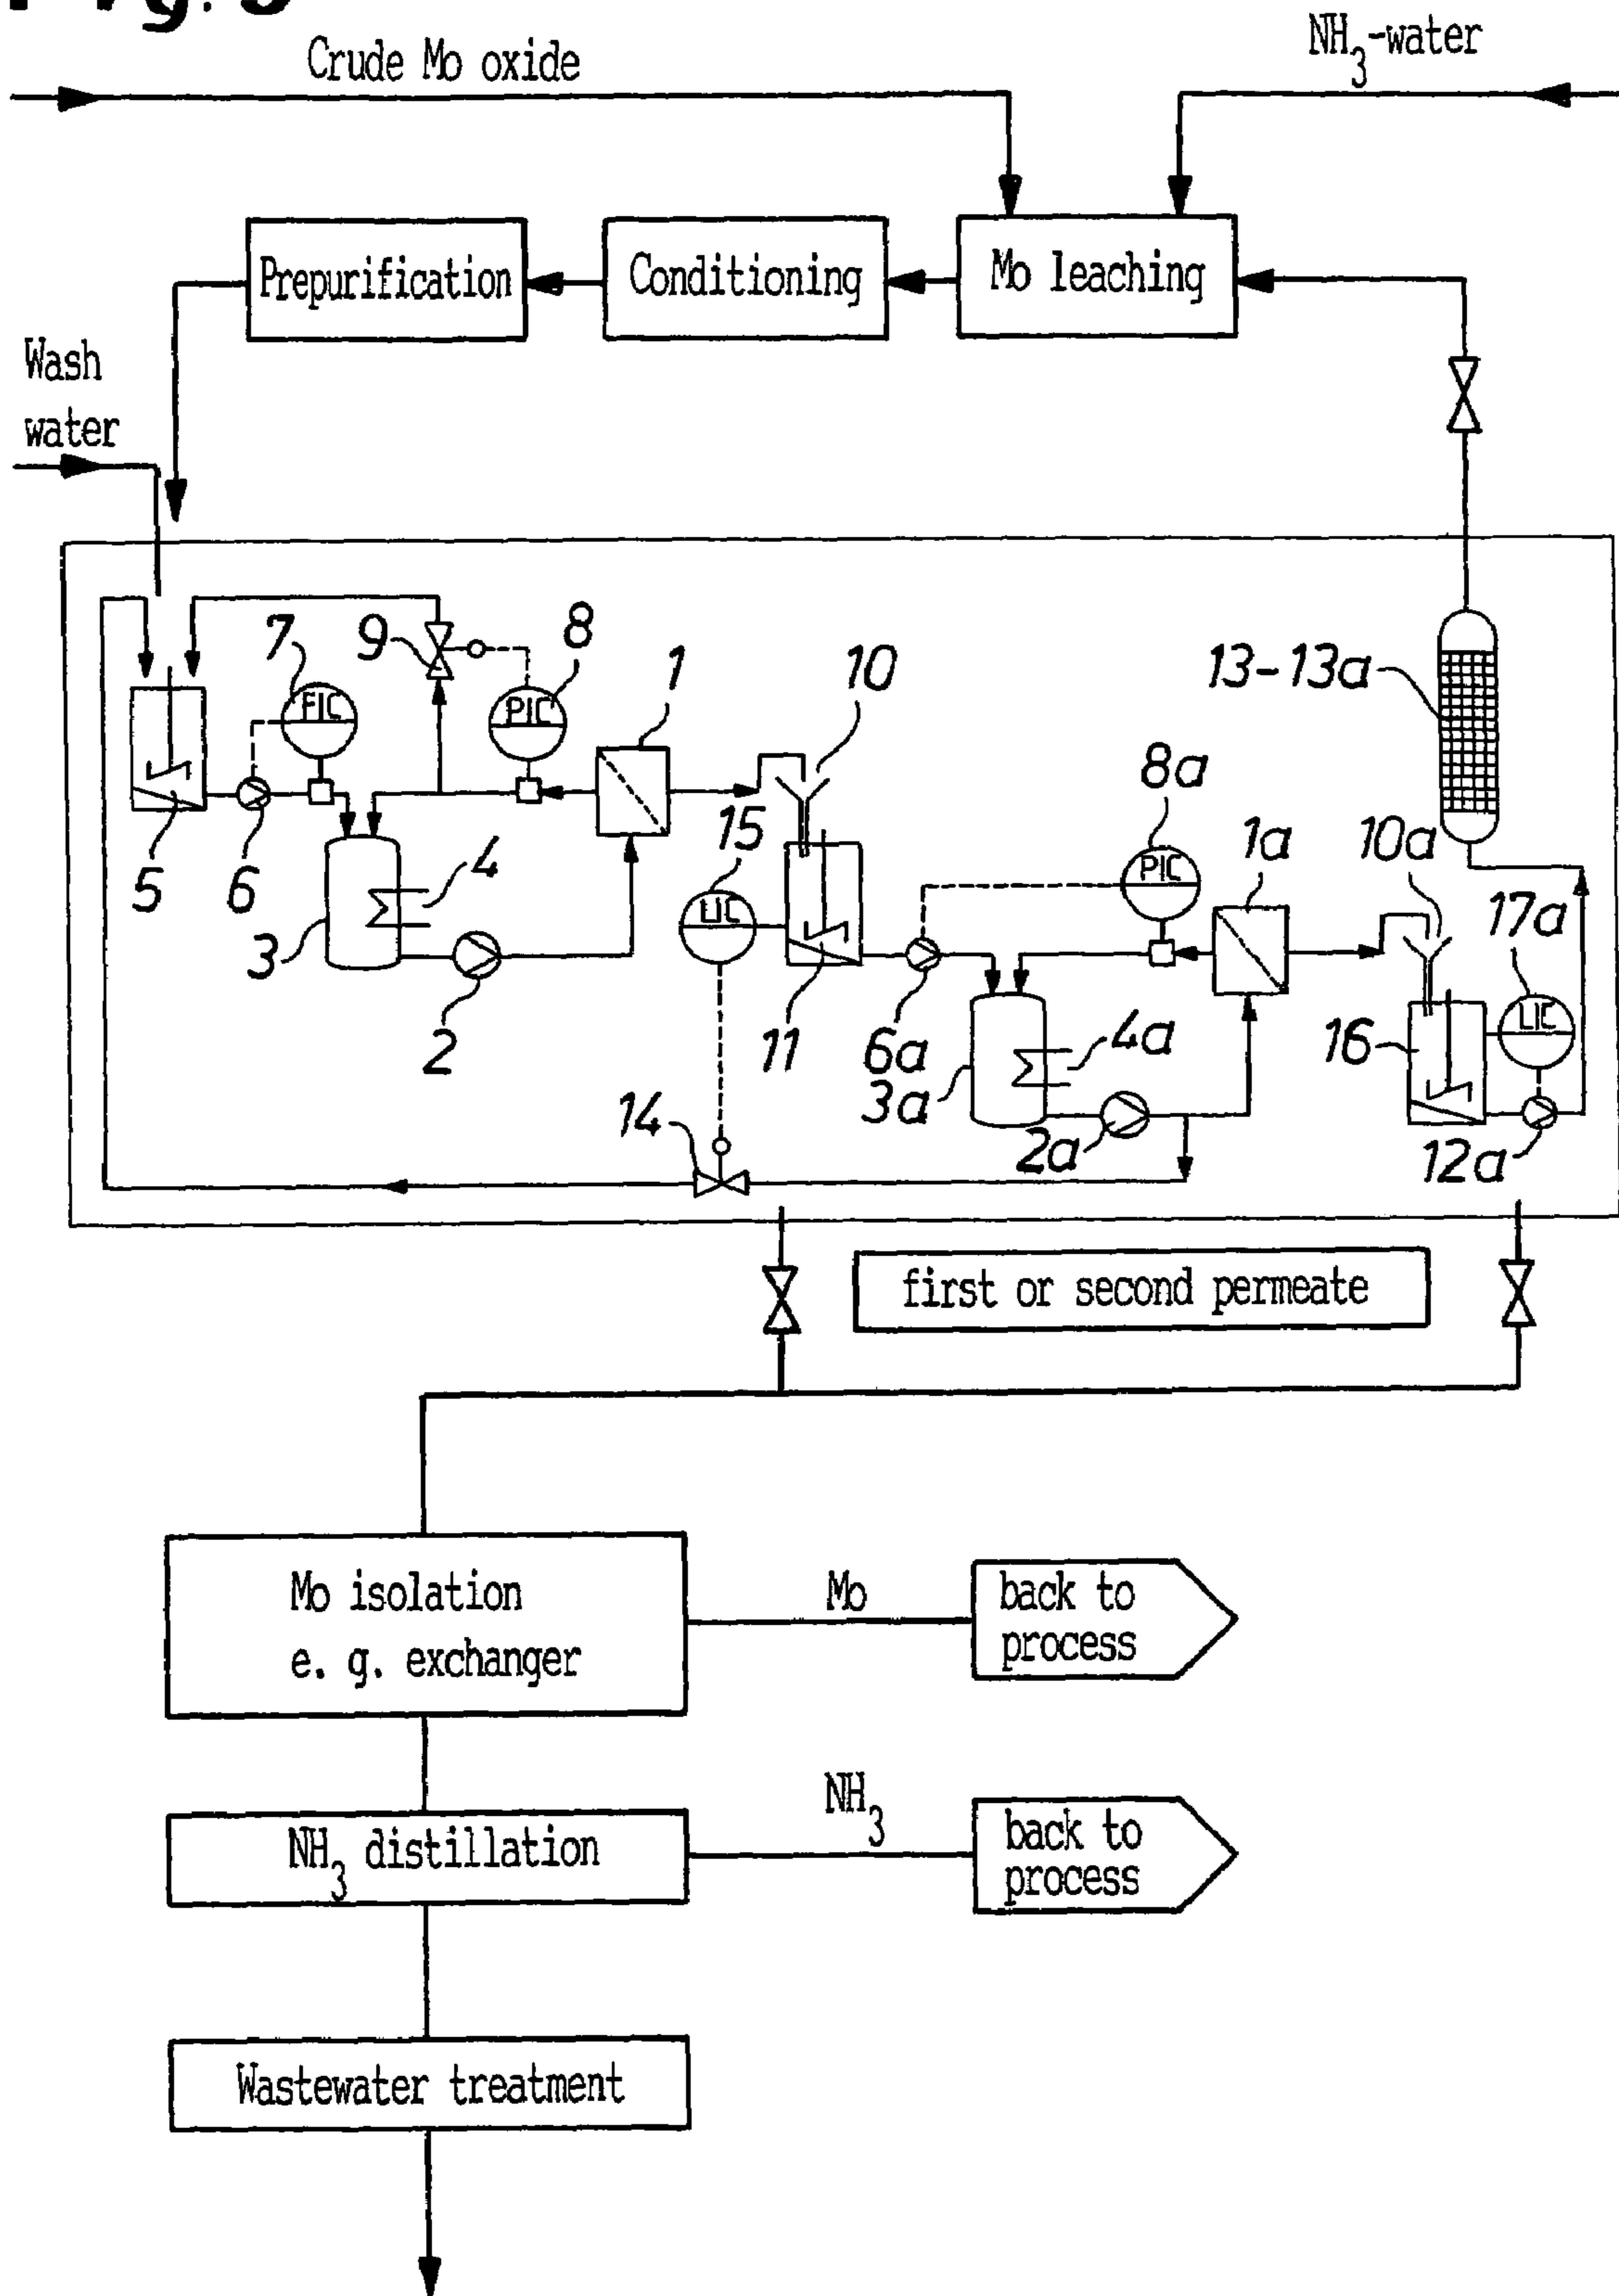 Crude Mo oxide
NH3-water
Prepurification
Conditioning
Mo leaching
Wash
water
7
9
8
1
10
13-13a
FIC
PIC
8a
15
PIC
1a
10a
5
6
4
LIC
17a
3
2
11
6a
4a
16
LIC
3a
14
2a
12a
first or second permeate
Mo isolation
e. g. exchanger
Mo
back to
process
NH3 distillation
NH3
back to
process
Wastewater treatment